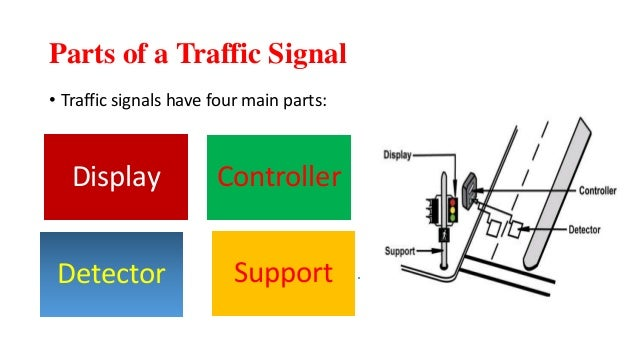 Parts of a Traffic Signal
• Traffic signals have four main parts:
Display
Controller
Detector
Support
.
Display
Controller
Detector
Support